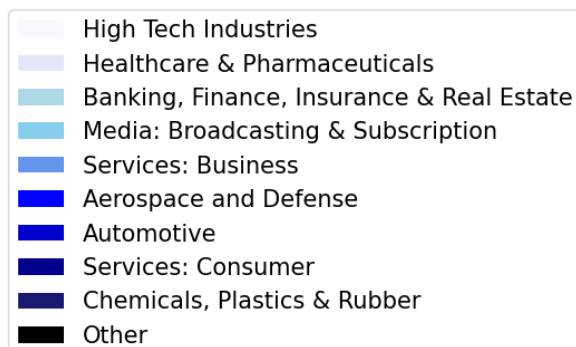 High Tech Industries
Healthcare & Pharmaceuticals
Banking, Finance, Insurance & Real Estate
Media: Broadcasting & Subscription
Services: Business
Aerospace and Defense
Automotive
Services: Consumer
Chemicals, Plastics & Rubber
Other